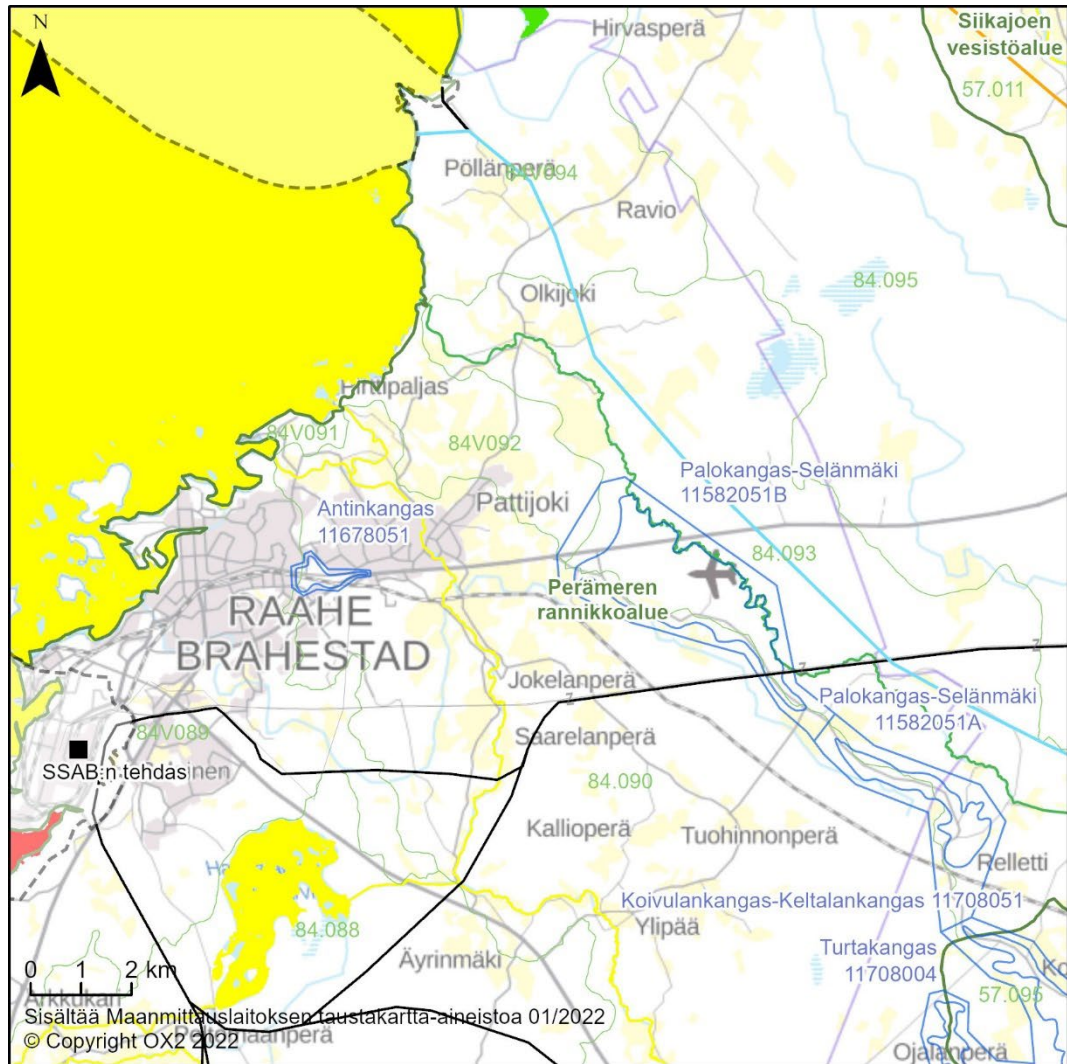 N
Hirvasperä
Siikajoen
vesistöalue
57.011
Pöllänperä
84V094
Ravio
84.095
Olkijoki
Hirttipaljas
84V091
84V092
Palokangas-Selänmäki
11582051B
Antinkangas
11678051
Pattijoki
84.093
Perämeren
rannikkoalue
RAAHE
BRAHESTAD
Jokelanperä
Palokangas-Selänmäki
11582051A
84V089
Saarelanperä
SSAB:n tehdas
84.090
Kallioperä
Tuohinnonperä
Relletti
Koivulankangas-Keltalankangas 11708051
84.088
Ylipää
Turtakangas
11708004
Äyrinmäki
0 1 2 km
57.095
Arkkukari
Sisältää Maanmittauslaitoksen taustakartta-aineistoa 01/2022
© Copyright OX2 2022
Ojalanperä